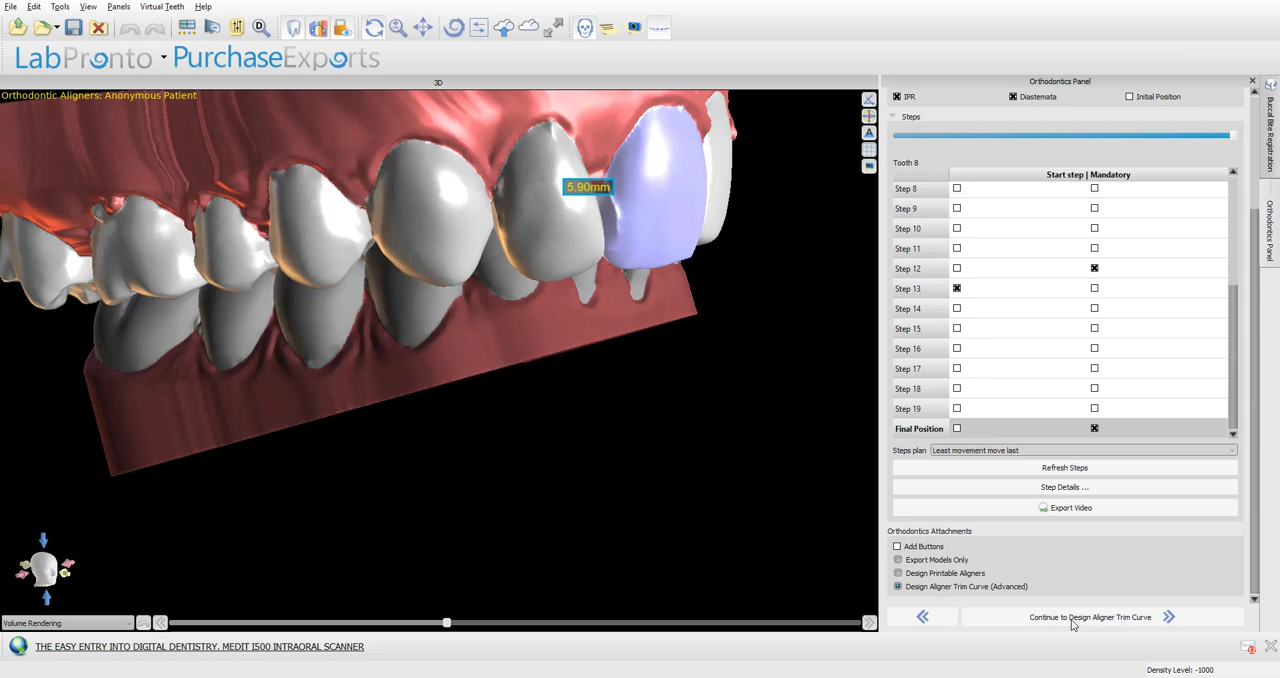 File Edit Tools View Panels Virtual Teeth Help
LabPronto PurchaseExports
3D
Orthodontics Panel
Orthodontic Aligners: Anonymous Patient
IPR Diastemata Initial Position
Steps
Tooth 8
Start step | Mandatory
Step 8
Step 9
Step 10
Step 11
Step 12
Step 13
Step 14
Step 15
Step 16
Step 17
Step 18
Step 19
Final Position
5.90mm
Steps plan Least movement move last
Refresh Steps
Step Details ...
Export Video
Orthodontics Attachments
Add Buttons
Export Models Only
Design Printable Aligners
Design Aligner Trim Curve (Advanced)
Continue to Design Aligner Trim Curve
Buccal Bite Registration
Orthodontics Panel
Volume Rendering
THE EASY ENTRY INTO DIGITAL DENTISTRY, MEDIT I500 INTRAORAL SCANNER
Density Level: -1000